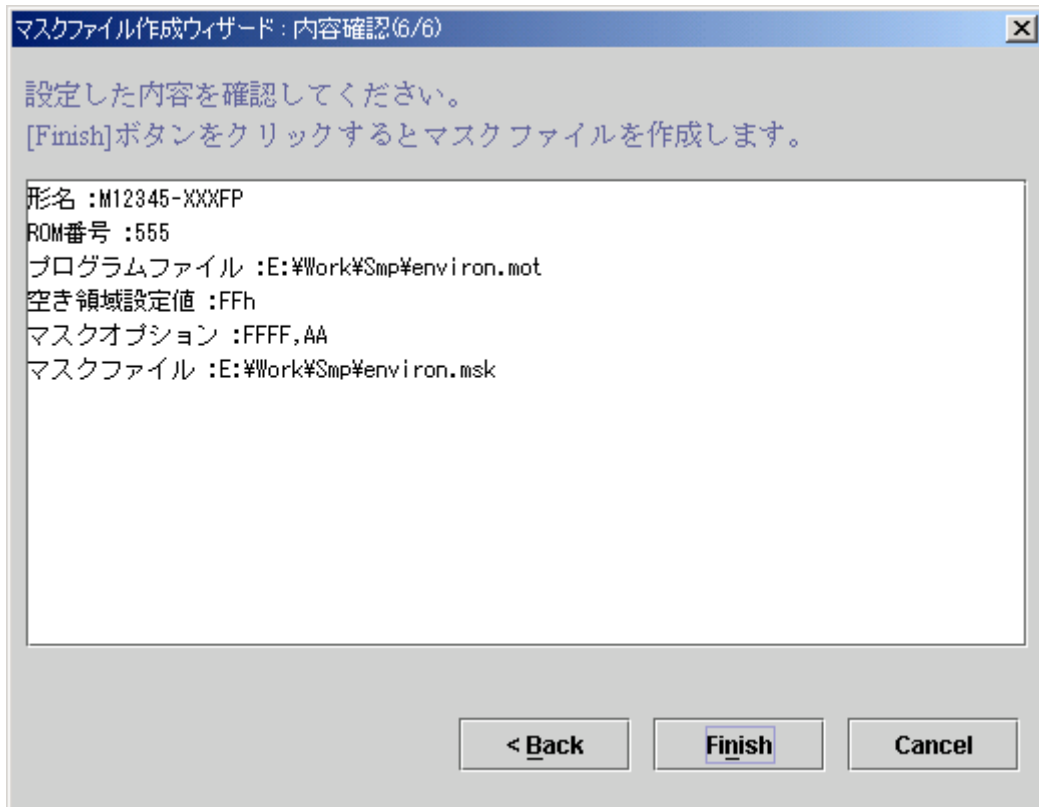 マスクファイル作成ウィザード：内容確認(6/6)
設定した内容を確認してください。
[Finish]ボタンをクリックするとマスクファイルを作成します。
形名 :M12345-XXXFP
ROM番号 :555
プログラムファイル :E:¥Work¥Smp¥environ.mot
空き領域設定値 :FFh
マスクオプション :FFFF,AA
マスクファイル :E:¥Work¥Smp¥environ.msk
< Back Finish Cancel